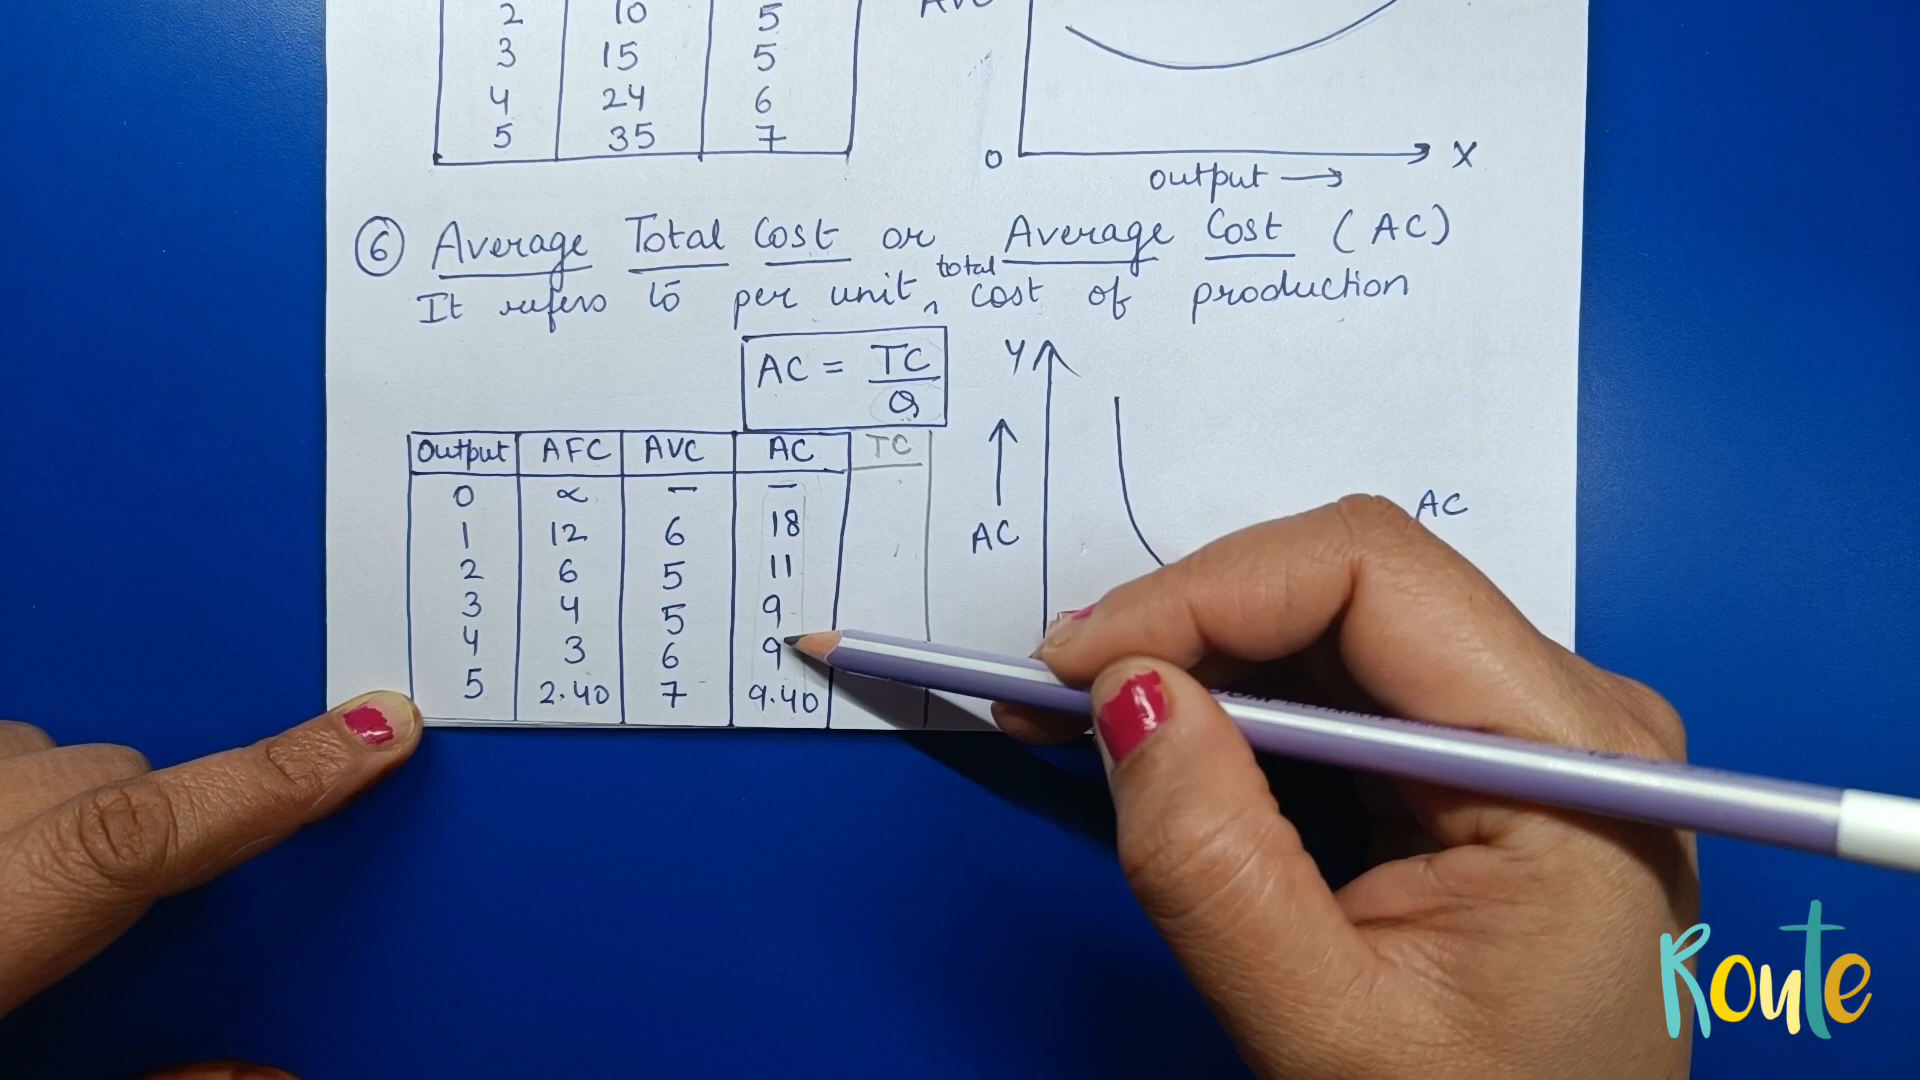 2 10 5
3 15 5
4 24 6
5 35 7
0 X
output →
⑥ Average Total Cost or Average Cost (AC)
It refers to per unit total cost of production
AC = TC / Q
Output AFC AVC AC TC
0 ∝ – –
1 12 6 18
2 6 5 11
3 4 5 9
4 3 6 9
5 2.40 7 9.40
Y
AC
AC
Route